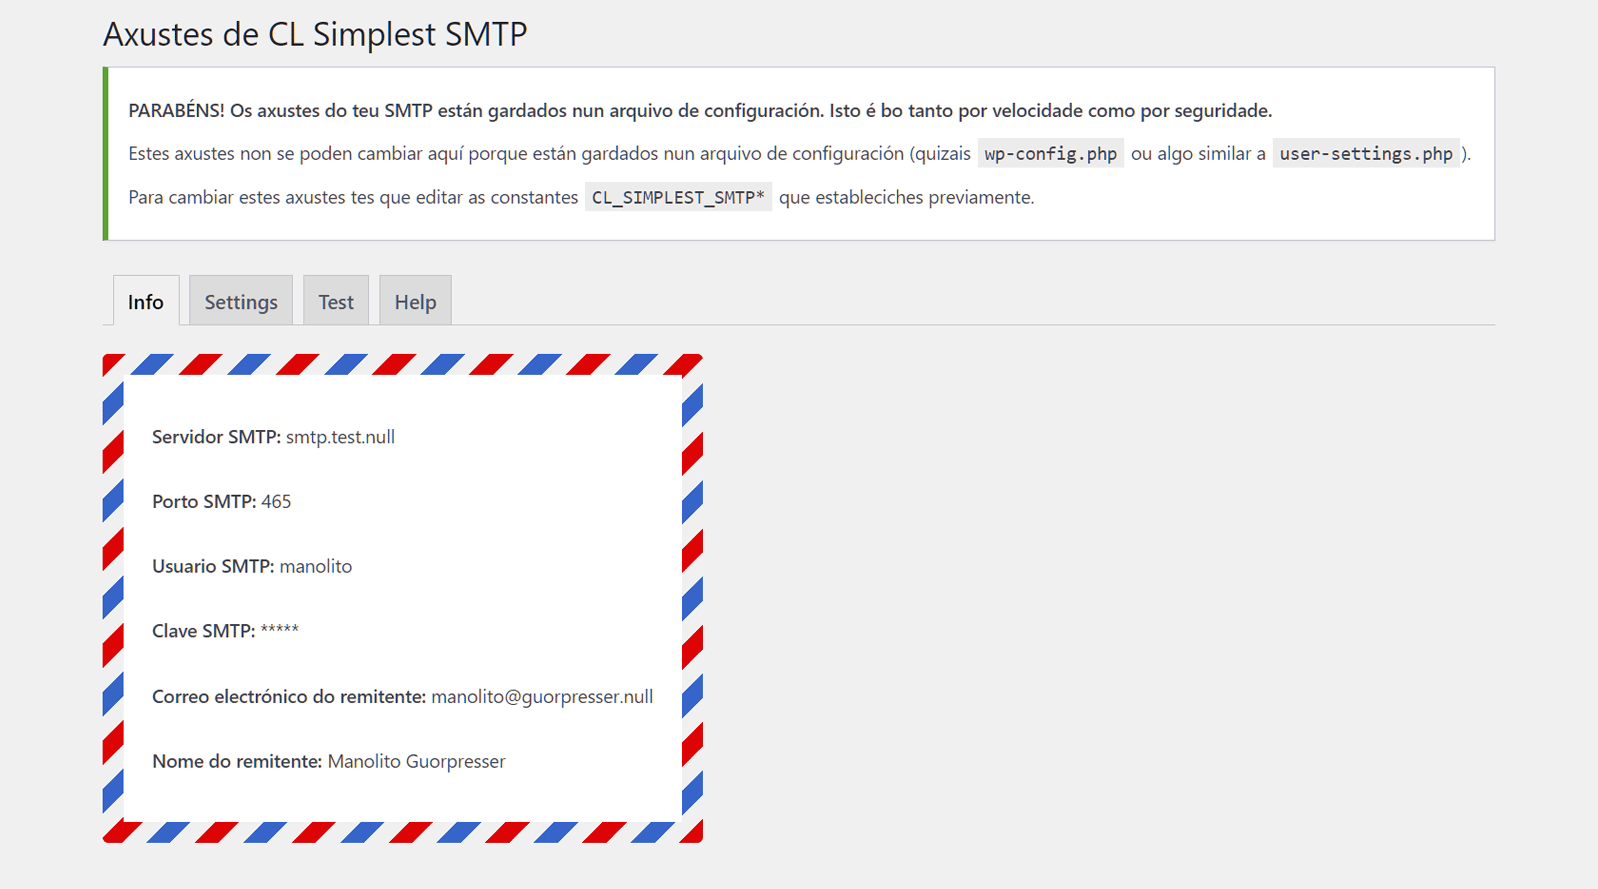 Axustes de CL Simplest SMTP
PARABÉNS! Os axustes do teu SMTP están gardados nun arquivo de configuración. Isto é bo tanto por velocidade como por seguridade.
Estes axustes non se poden cambiar aquí porque están gardados nun arquivo de configuración (quizais wp-config.php ou algo similar a user-settings.php).
Para cambiar estes axustes tes que editar as constantes CL_SIMPLEST_SMTP* que estableciches previamente.
Info Settings Test Help
Servidor SMTP: smtp.test.null
Porto SMTP: 465
Usuario SMTP: manolito
Clave SMTP: *****
Correo electrónico do remitente: manolito@guorpresser.null
Nome do remitente: Manolito Guorpresser